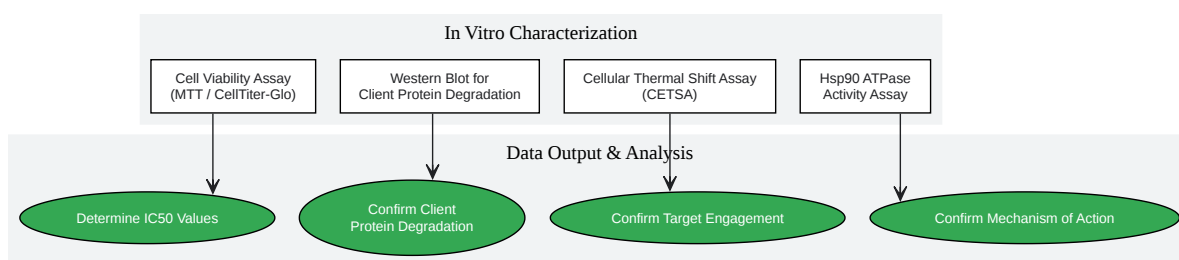 In Vitro Characterization
Cell Viability Assay
(MTT / CellTiter-Glo)
Western Blot for
Client Protein Degradation
Cellular Thermal Shift Assay
(CETSA)
Hsp90 ATPase
Activity Assay
Data Output & Analysis
Determine IC50 Values
Confirm Client
Protein Degradation
Confirm Target Engagement
Confirm Mechanism of Action